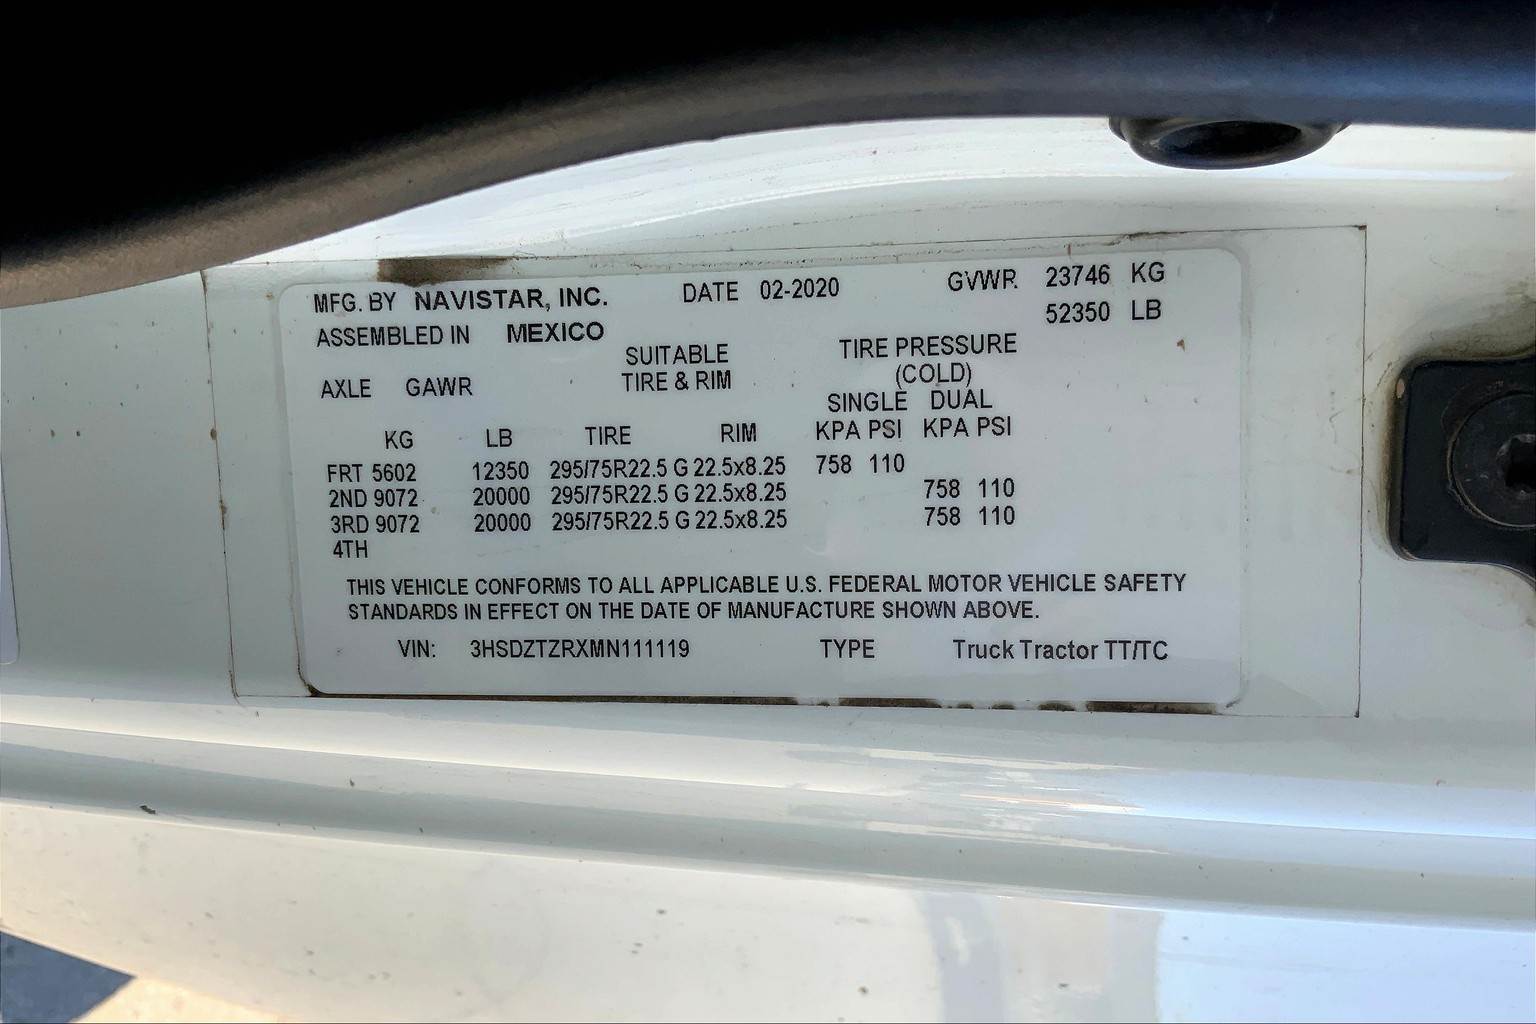 MFG. BY NAVISTAR, INC. DATE 02-2020 GVWR 23746 KG
ASSEMBLED IN MEXICO 52350 LB
SUITABLE TIRE PRESSURE
AXLE GAWR TIRE & RIM (COLD)
SINGLE DUAL
KG LB TIRE RIM KPA PSI KPA PSI
FRT 5602 12350 295/75R22.5 G 22.5x8.25 758 110
2ND 9072 20000 295/75R22.5 G 22.5x8.25 758 110
3RD 9072 20000 295/75R22.5 G 22.5x8.25 758 110
4TH
THIS VEHICLE CONFORMS TO ALL APPLICABLE U.S. FEDERAL MOTOR VEHICLE SAFETY
STANDARDS IN EFFECT ON THE DATE OF MANUFACTURE SHOWN ABOVE.
VIN: 3HSDZTZRXMN111119 TYPE Truck Tractor TT/TC